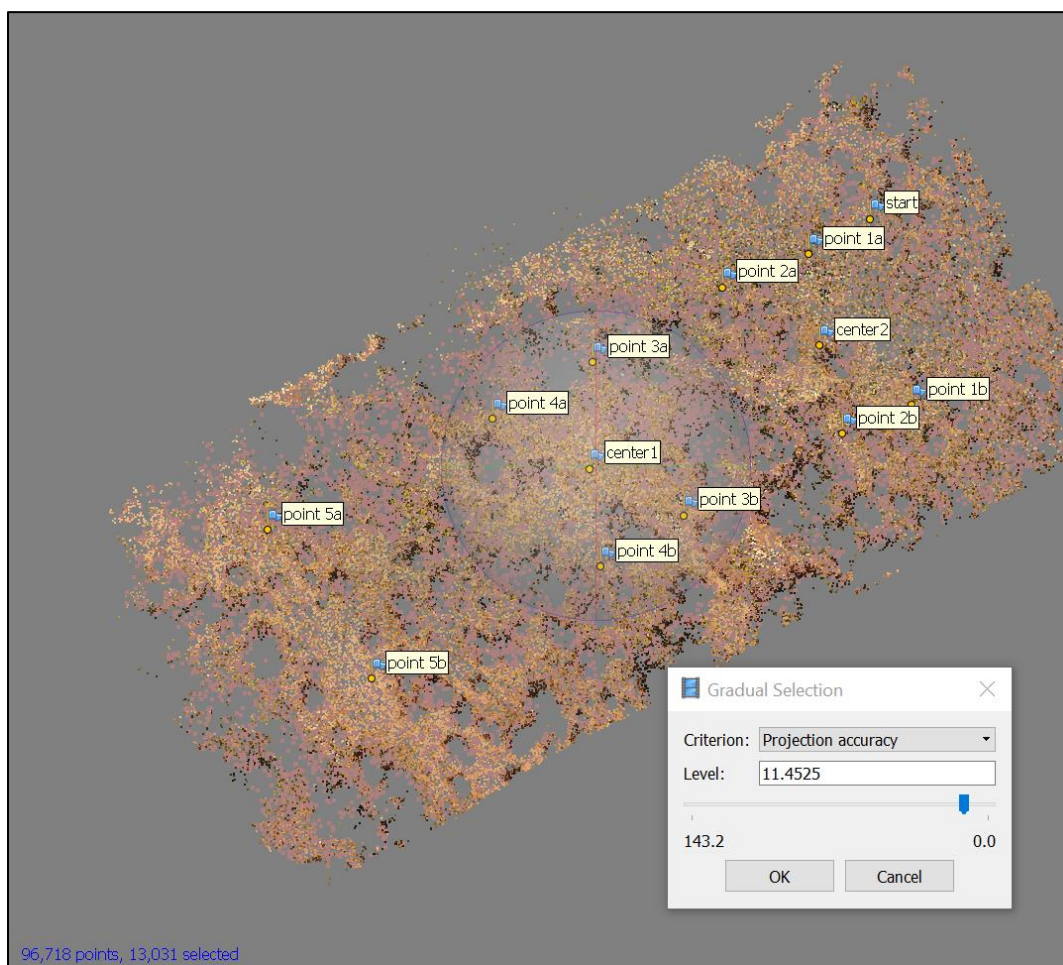 start
point 1a
point 2a
center2
point 3a
point 1b
point 4a
point 2b
center1
point 3b
point 5a
point 4b
point 5b
Gradual Selection
Criterion: Projection accuracy
Level: 11.4525
143.2 0.0
OK Cancel
96,718 points, 13,031 selected